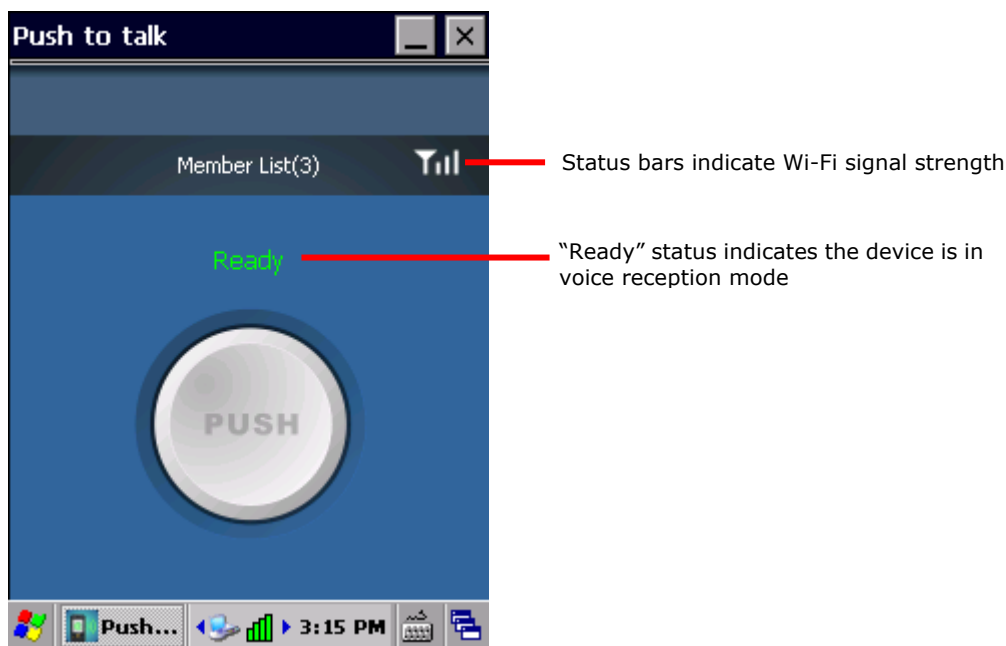 Push to talk
Member List(3)
Status bars indicate Wi-Fi signal strength
Ready
“Ready” status indicates the device is in
voice reception mode
PUSH
Push... 3:15 PM